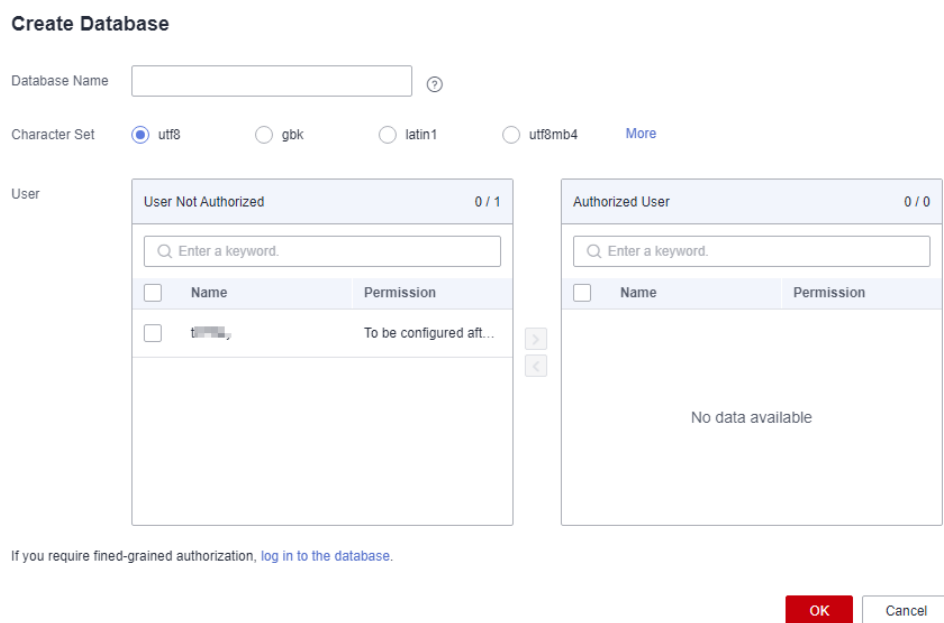 Create Database
Database Name
?
Character Set utf8 gbk latin1 utf8mb4 More
User
User Not Authorized 0 / 1
Enter a keyword.
Name Permission
To be configured aft...
Authorized User 0 / 0
Enter a keyword.
Name Permission
No data available
If you require fined-grained authorization, log in to the database.
OK Cancel